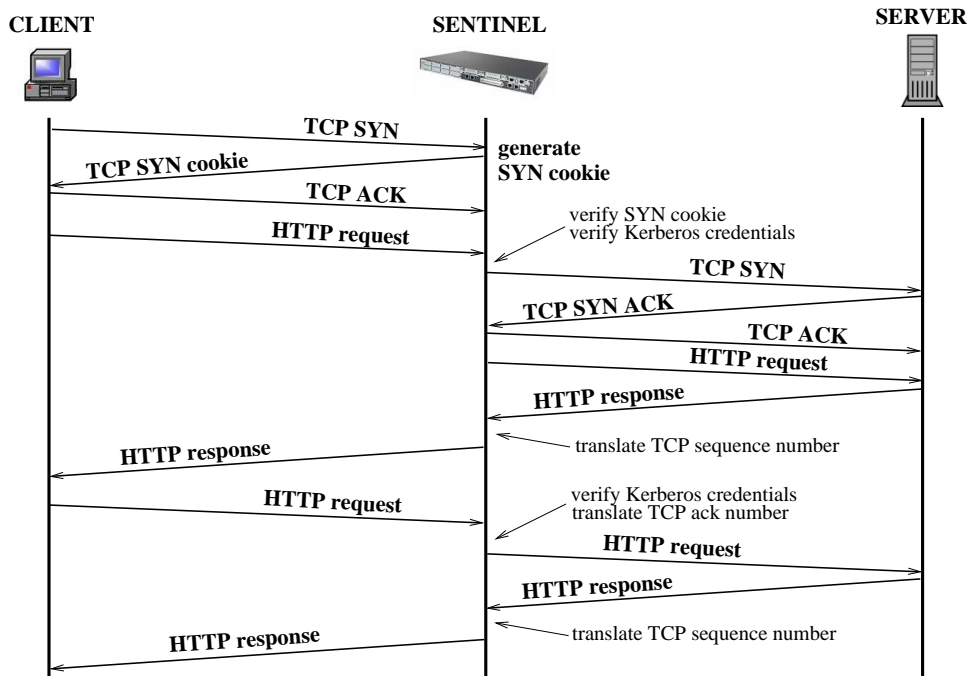 CLIENT
SENTINEL
SERVER
TCP SYN
generate
SYN cookie
TCP SYN cookie
TCP ACK
verify SYN cookie
verify Kerberos credentials
HTTP request
TCP SYN
TCP SYN ACK
TCP ACK
HTTP request
HTTP response
translate TCP sequence number
HTTP response
HTTP request
verify Kerberos credentials
translate TCP ack number
HTTP request
HTTP response
translate TCP sequence number
HTTP response